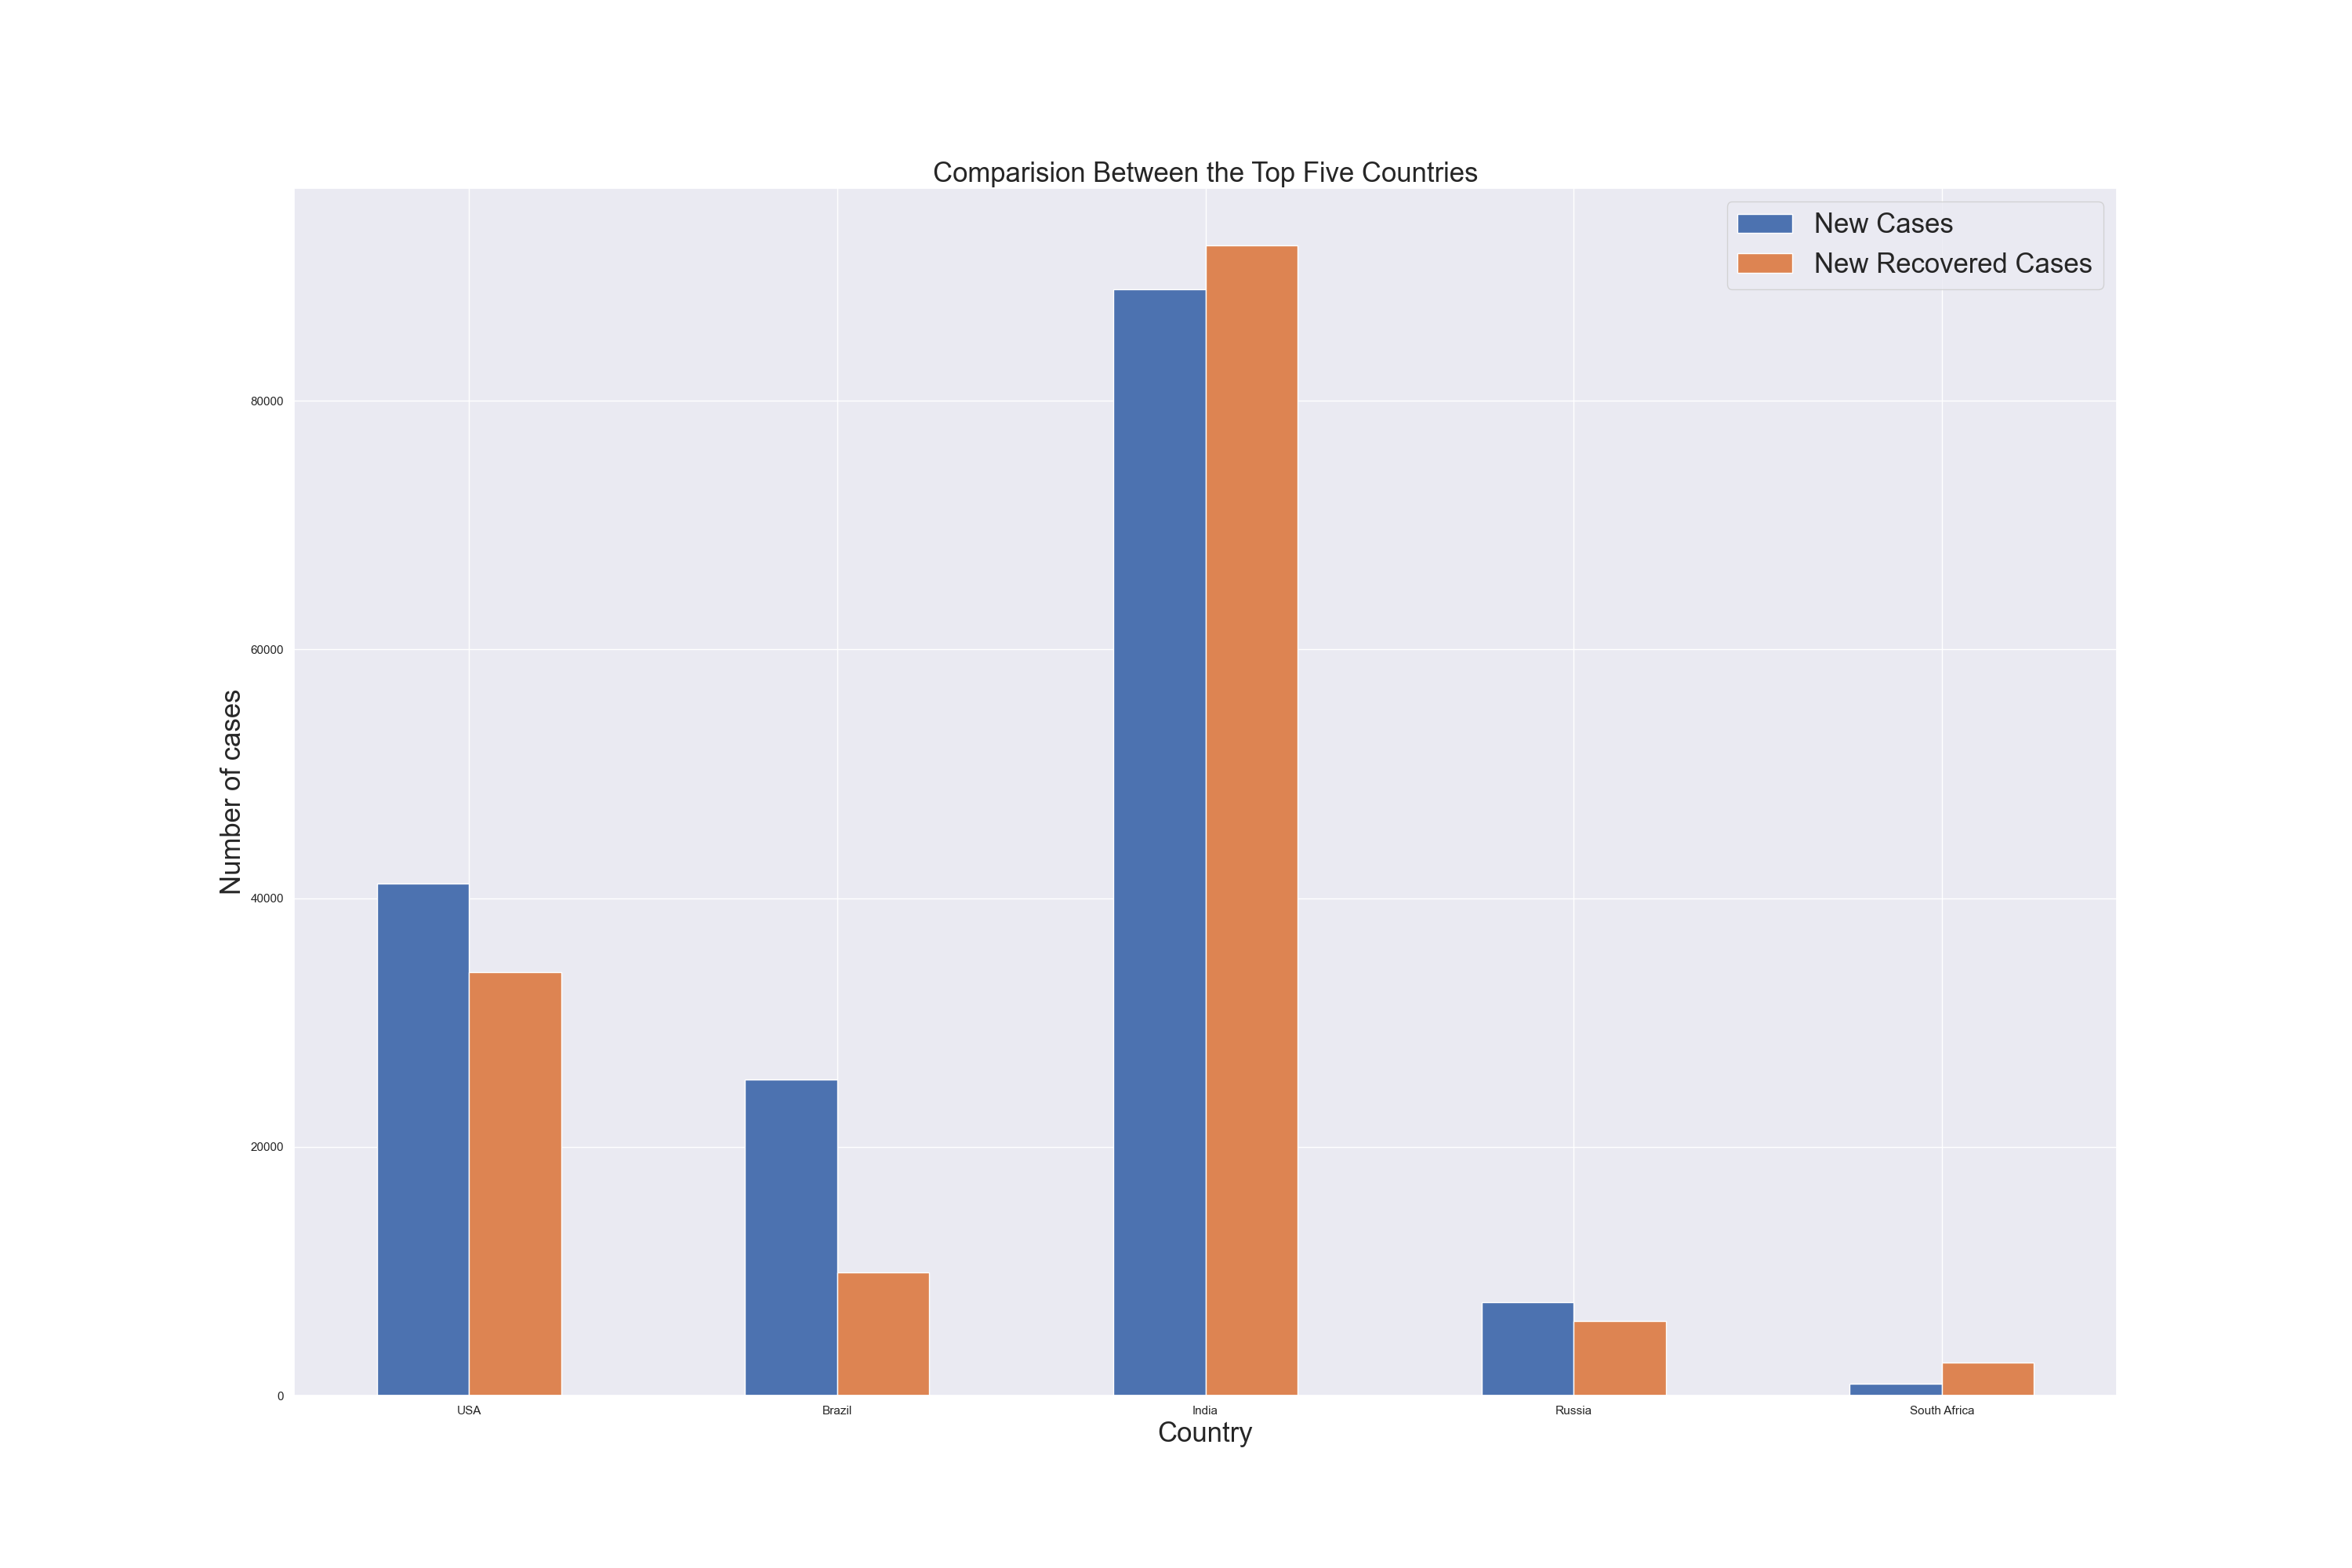 Comparision Between the Top Five Countries
New Cases
New Recovered Cases
80000
60000
40000
20000
0
Number of cases
USA
Brazil
India
Russia
South Africa
Country